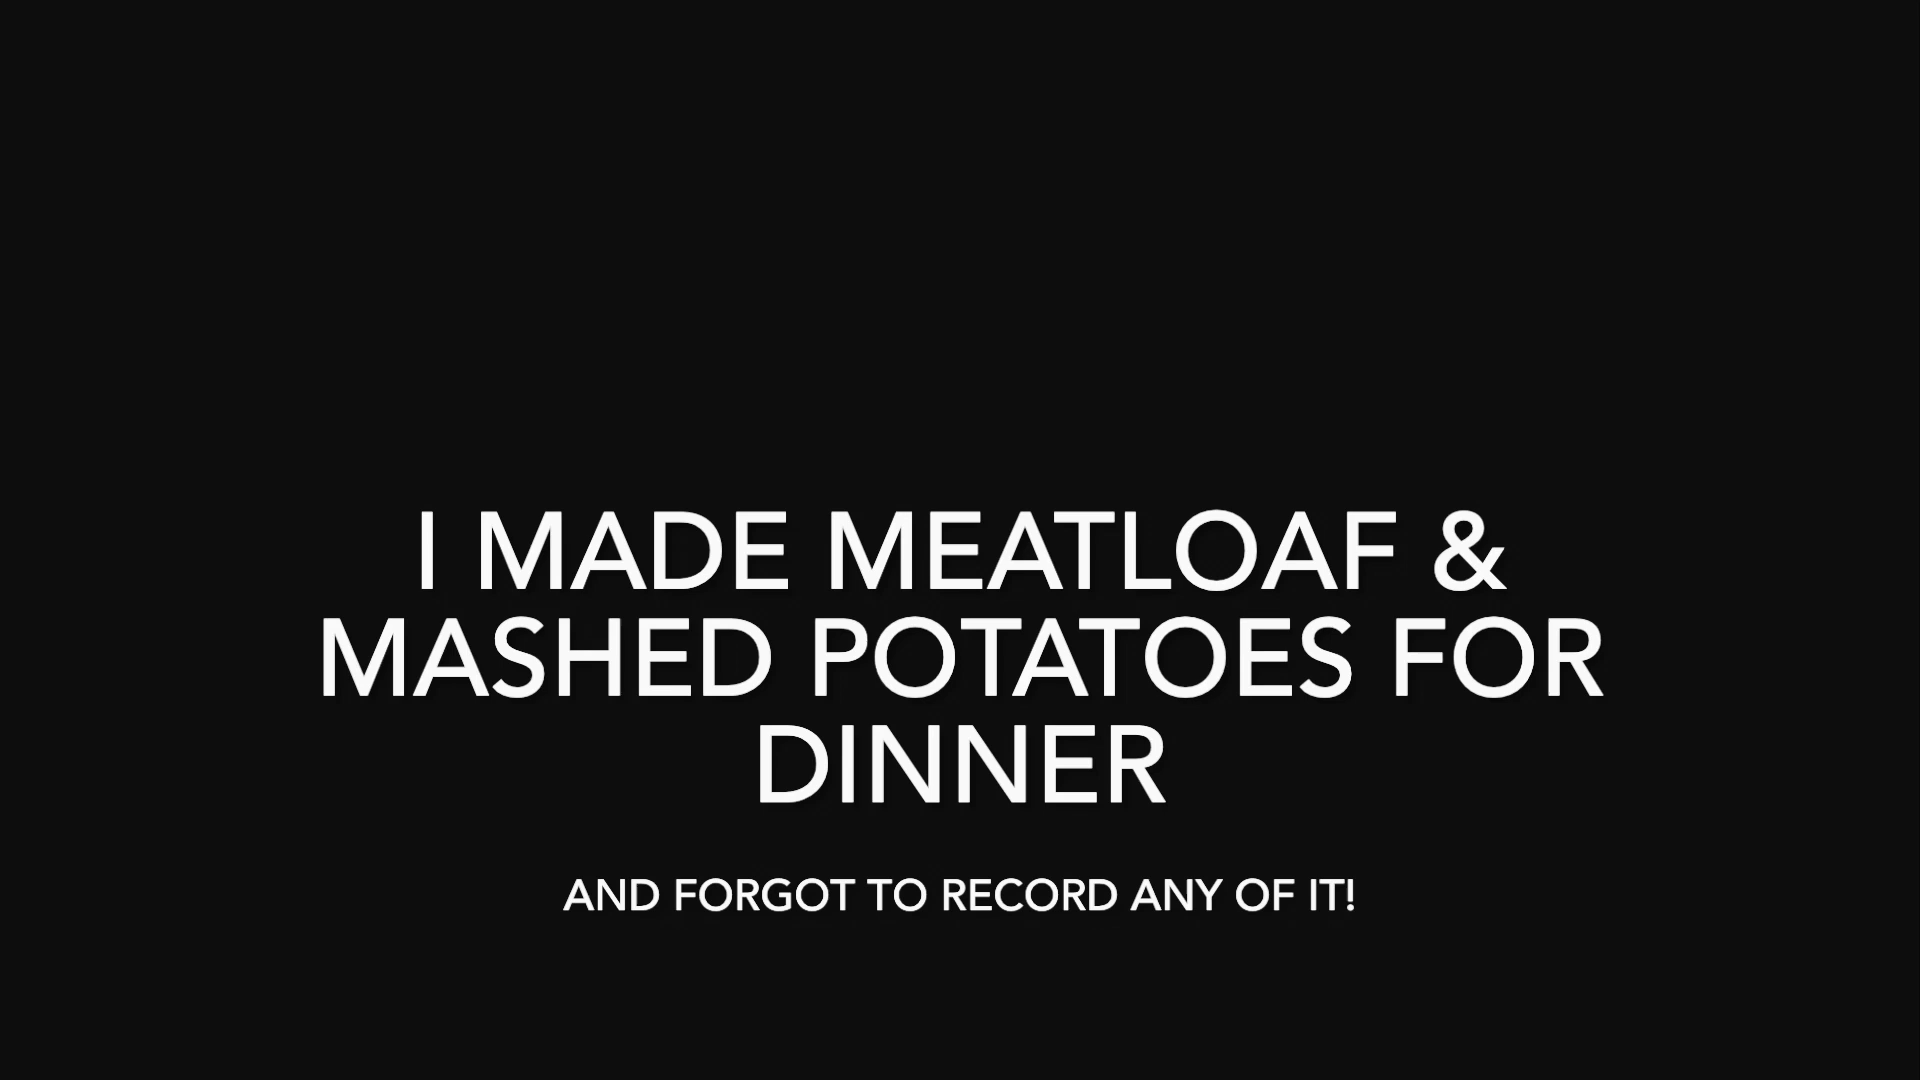 I MADE MEATLOAF &
MASHED POTATOES FOR
DINNER
AND FORGOT TO RECORD ANY OF IT!